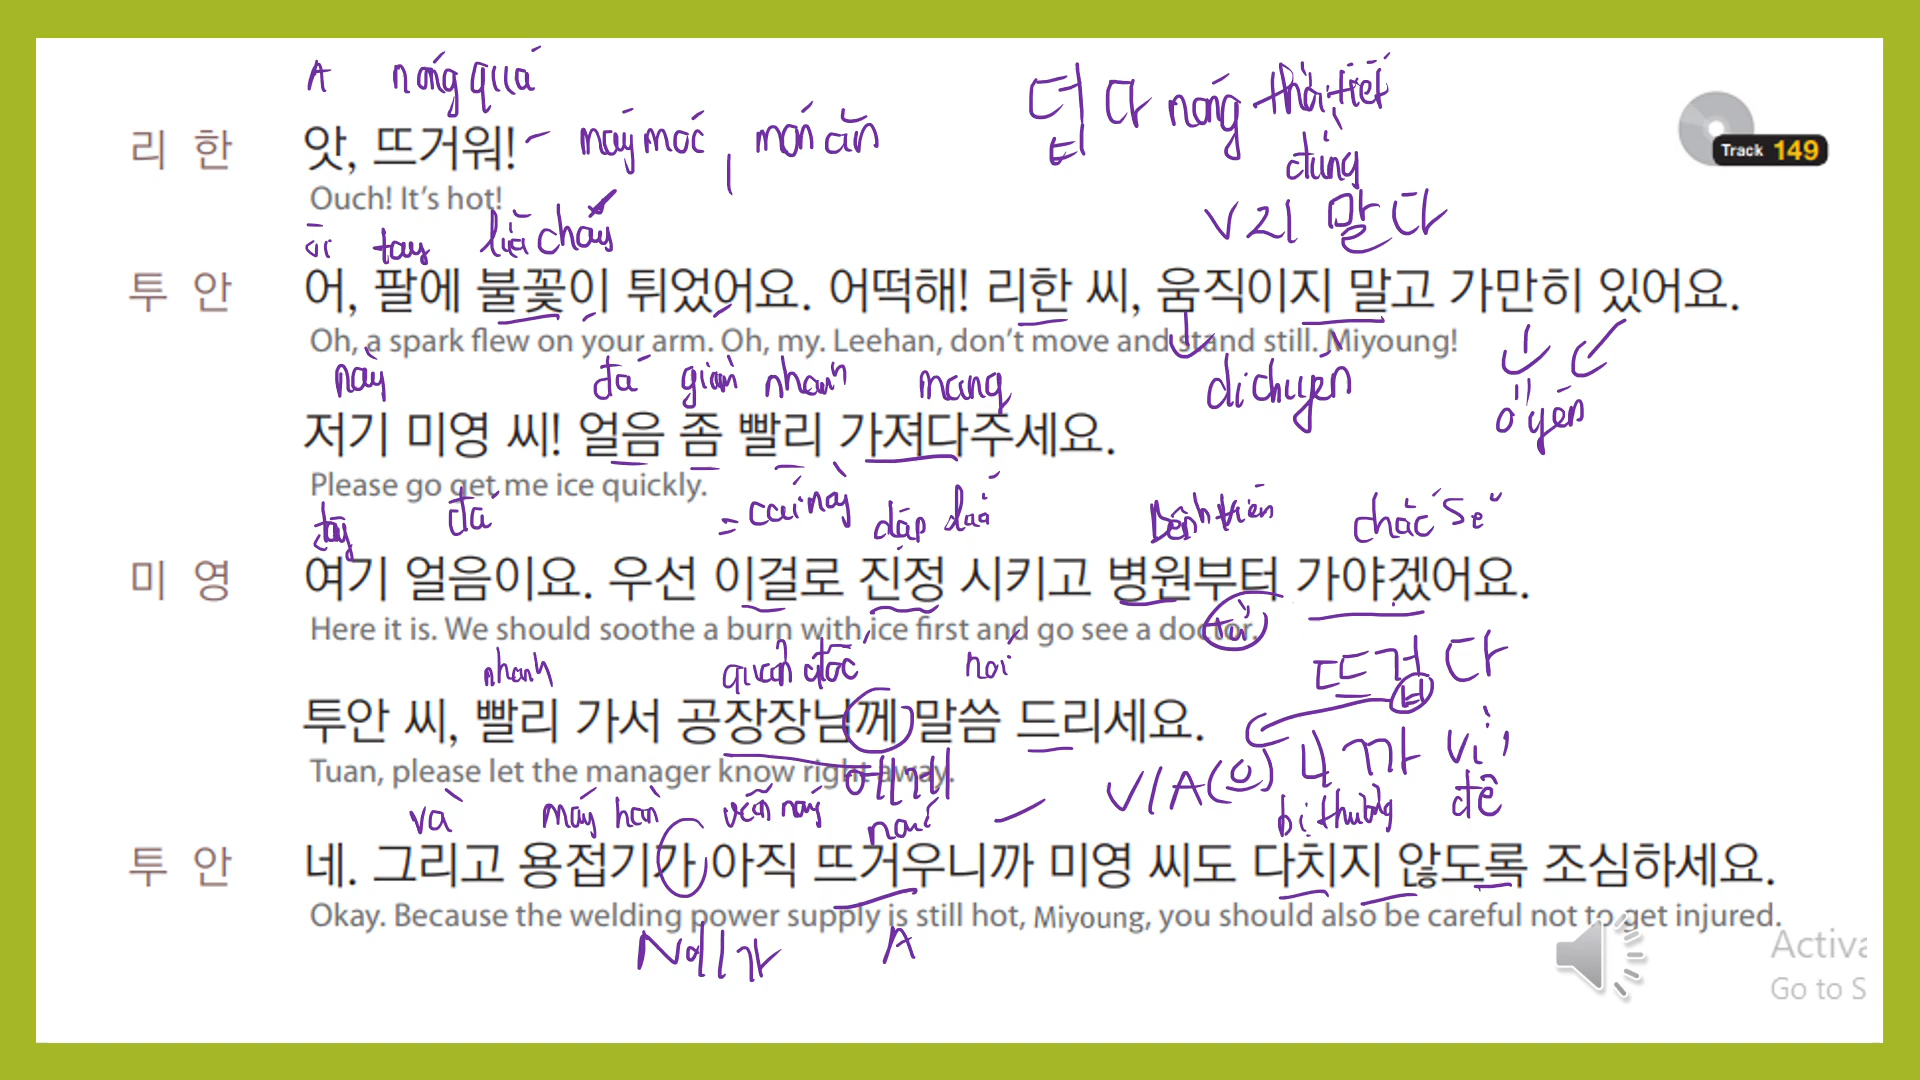 A nóng quá
덥다 nóng thời tiết
리 한 앗, 뜨거워! - máy móc, món ăn
Track 149
đừng
Ouch! It's hot!
V지 말다
tay lửa cháy
투 안 어, 팔에 불꽃이 튀었어요. 어떡해! 리한 씨, 움직이지 말고 가만히 있어요.
Oh, a spark flew on your arm. Oh, my. Leehan, don't move and stand still. Miyoung!
này đá giùm nhanh mang di chuyển ở yên
저기 미영 씨! 얼음 좀 빨리 가져다주세요.
Please go get me ice quickly.
đá = cái này dập bệnh viện chắc sẽ
미 영 여기 얼음이요. 우선 이걸로 진정 시키고 병원부터 가야겠어요.
Here it is. We should soothe a burn with ice first and go see a doctor.
từ
nhanh quản đốc nói 뜨겁다
투안 씨, 빨리 가서 공장장님께 말씀 드리세요.
Tuan, please let the manager know right away.
에게 V/A(으)니까 vì,
và máy hàn vẫn nóng bị thương để
투 안 네. 그리고 용접기가 아직 뜨거우니까 미영 씨도 다치지 않도록 조심하세요.
Okay. Because the welding power supply is still hot, Miyoung, you should also be careful not to get injured.
N이/가 A
Activa
Go to S